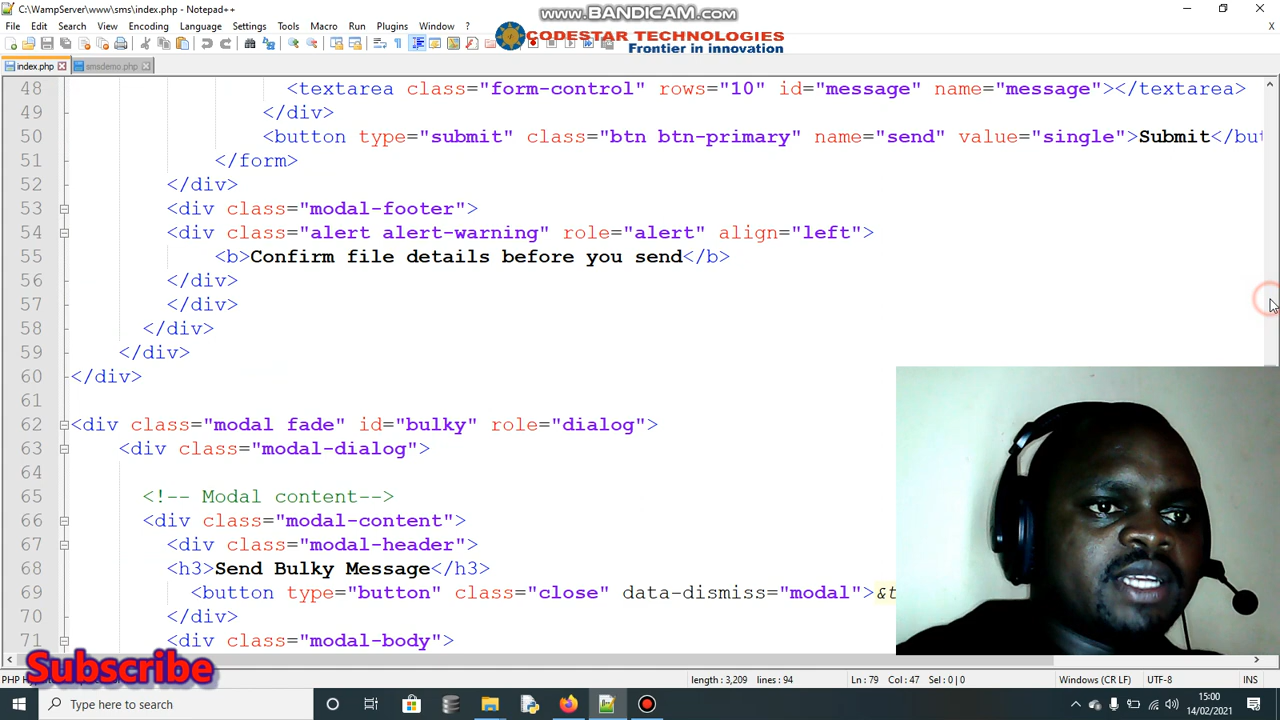 C:\WampServer\www\sms\index.php - Notepad++
www.BANDICAM.com
File Edit Search View Encoding Language Settings Tools Macro Run Plugins Window ?
CODESTAR TECHNOLOGIES
Frontier in innovation
index.php smsdemo.php
48 <textarea class="form-control" rows="10" id="message" name="message"></textarea>
49 </div>
50 <button type="submit" class="btn btn-primary" name="send" value="single">Submit</but
51 </form>
52 </div>
53 <div class="modal-footer">
54 <div class="alert alert-warning" role="alert" align="left">
55 <b>Confirm file details before you send</b>
56 </div>
57 </div>
58 </div>
59 </div>
60 </div>
61
62 <div class="modal fade" id="bulky" role="dialog">
63 <div class="modal-dialog">
64
65 <!-- Modal content-->
66 <div class="modal-content">
67 <div class="modal-header">
68 <h3>Send Bulky Message</h3>
69 <button type="button" class="close" data-dismiss="modal">&t
70 </div>
71 <div class="modal-body">
Subscribe
length : 3,209 lines : 94 Ln : 79 Col : 47 Sel : 0 | 0 Windows (CR LF) UTF-8 INS
Type here to search
15:00
14/02/2021